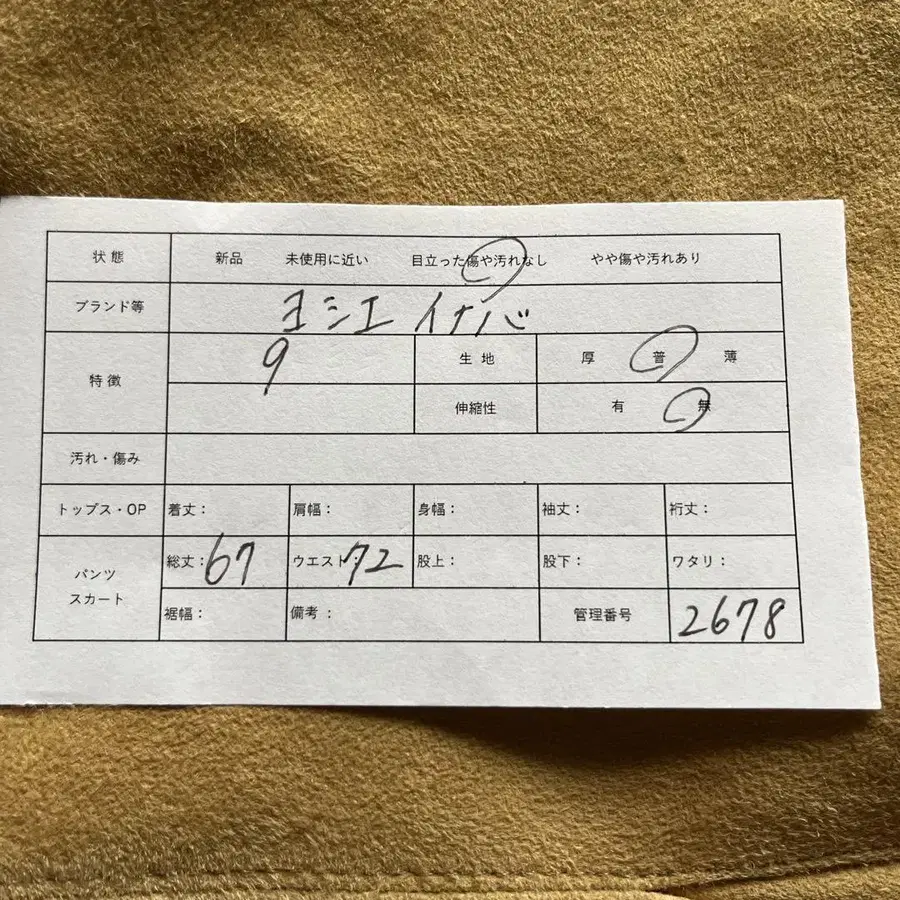 状態 新品 未使用に近い 目立った傷や汚れなし やや傷や汚れあり
ブランド等 ヨシエ イナバ
特徴 9 生地 厚 普 薄
伸縮性 有 無
汚れ・傷み
トップス・OP 着丈： 肩幅： 身幅： 袖丈： 裄丈：
パンツ スカート 総丈：67 ウエスト：72 股上： 股下： ワタリ：
裾幅： 備考： 管理番号 2678